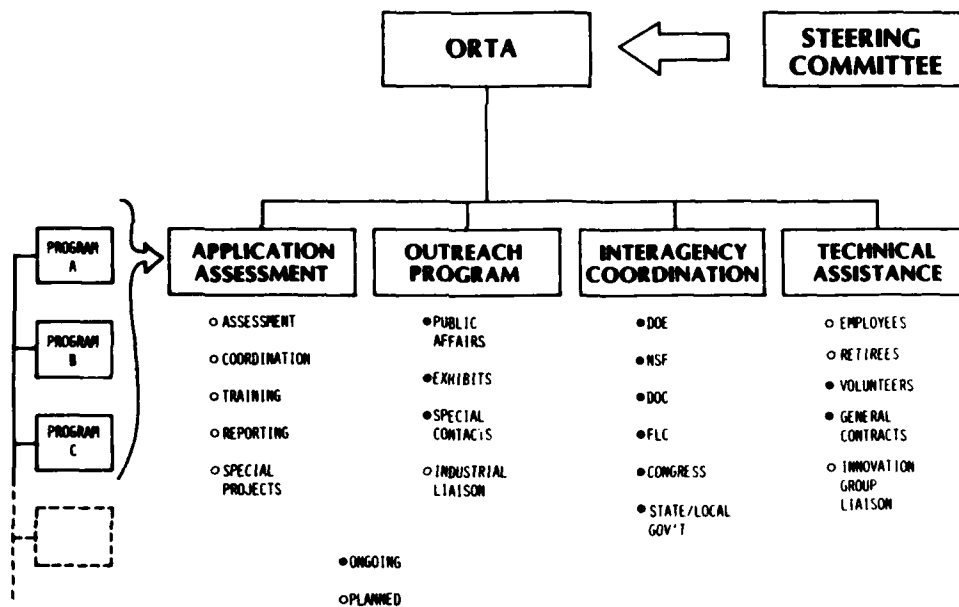 ORTA
STEERING
COMMITTEE
PROGRAM
A
PROGRAM
B
PROGRAM
C
APPLICATION
ASSESSMENT
○ ASSESSMENT
○ COORDINATION
○ TRAINING
○ REPORTING
○ SPECIAL
PROJECTS
OUTREACH
PROGRAM
● PUBLIC
AFFAIRS
● EXHIBITS
● SPECIAL
CONTACTS
○ INDUSTRIAL
LIAISON
INTERAGENCY
COORDINATION
● DOE
● NSF
● DOC
● FLC
● CONGRESS
● STATE/LOCAL
GOV'T
TECHNICAL
ASSISTANCE
○ EMPLOYEES
○ RETIREES
● VOLUNTEERS
● GENERAL
CONTRACTS
○ INNOVATION
GROUP
LIAISON
● ONGOING
○ PLANNED